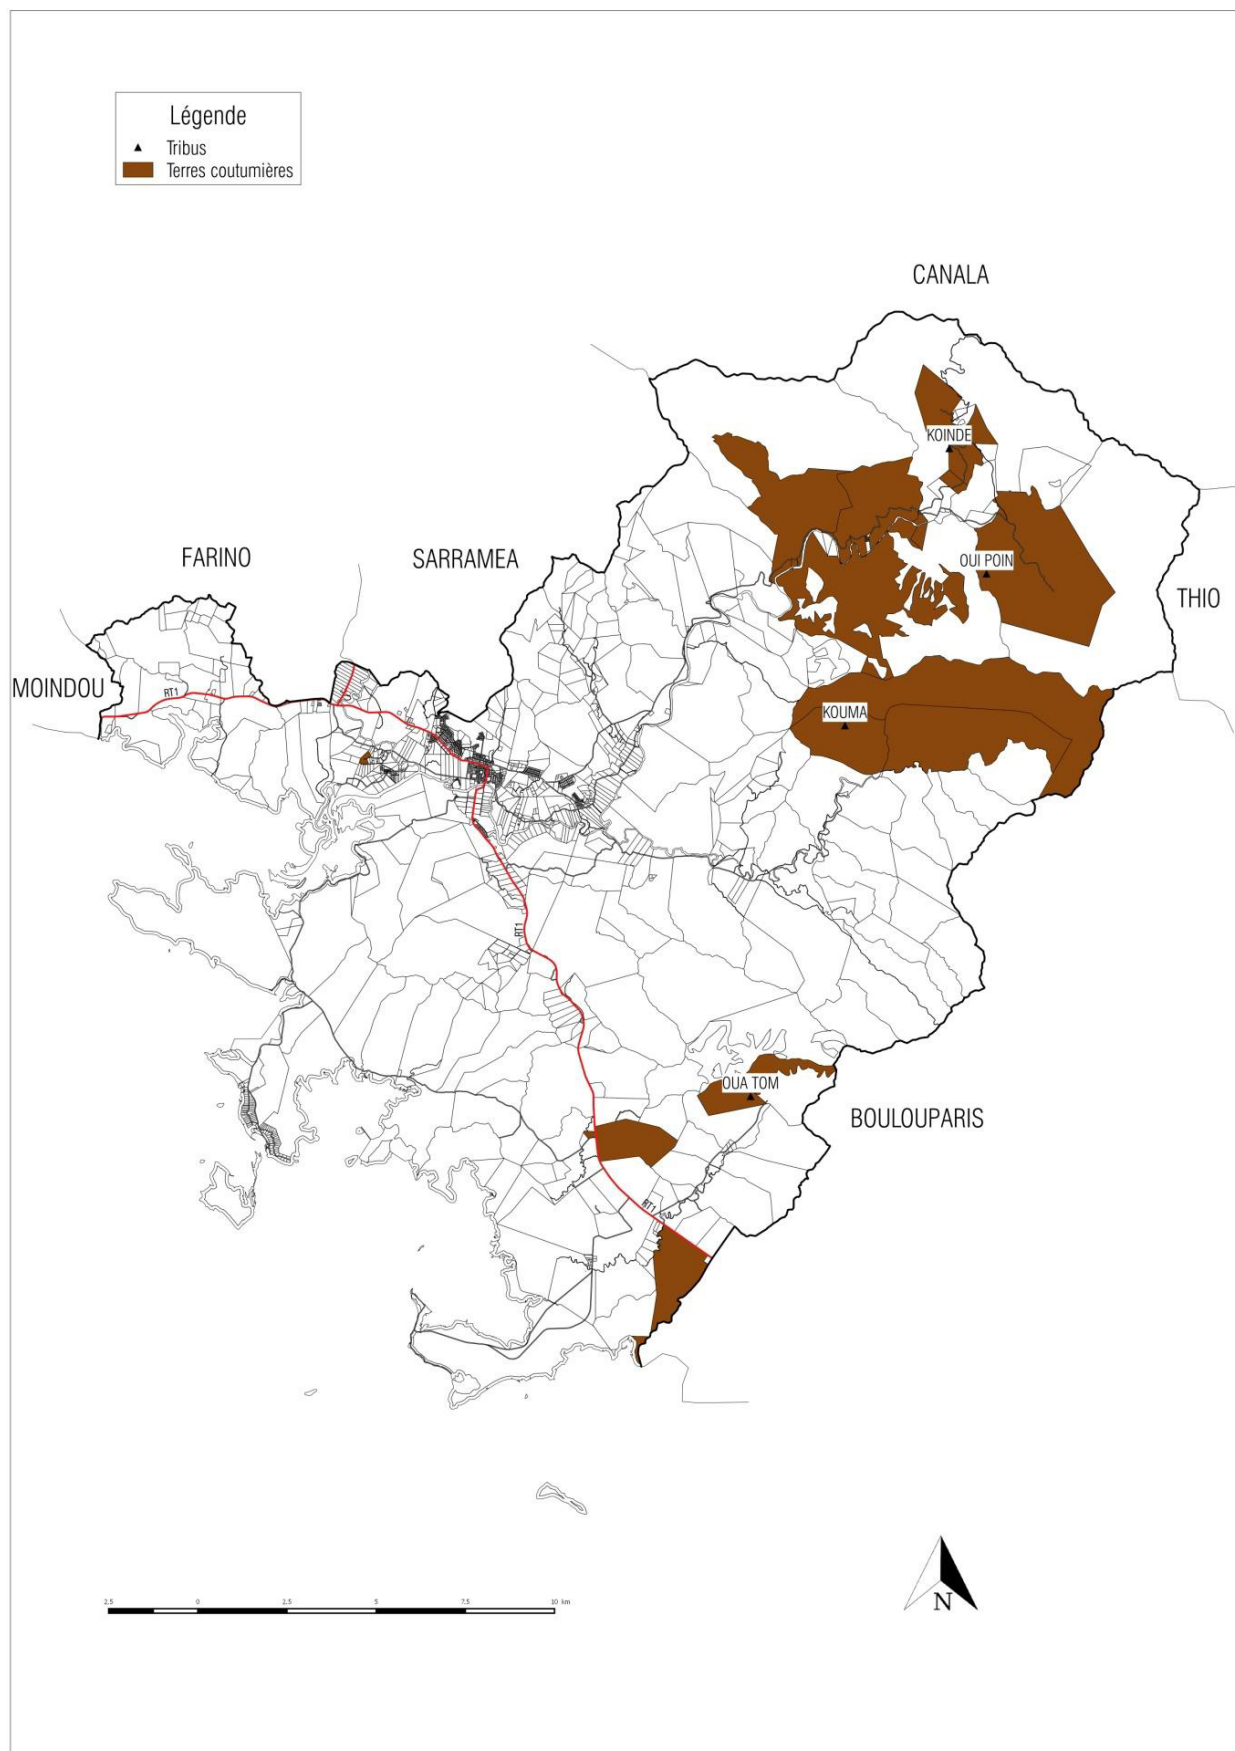 Légende
Tribus
Terres coutumières
CANALA
KOINDE
FARINO
SARRAMEA
OUI POIN
THIO
MOINDOU
RT1
KOUMA
RT1
OUA TOM
BOULOUPARIS
RT1
N
2.5 0 2.5 5 7.5 10 km